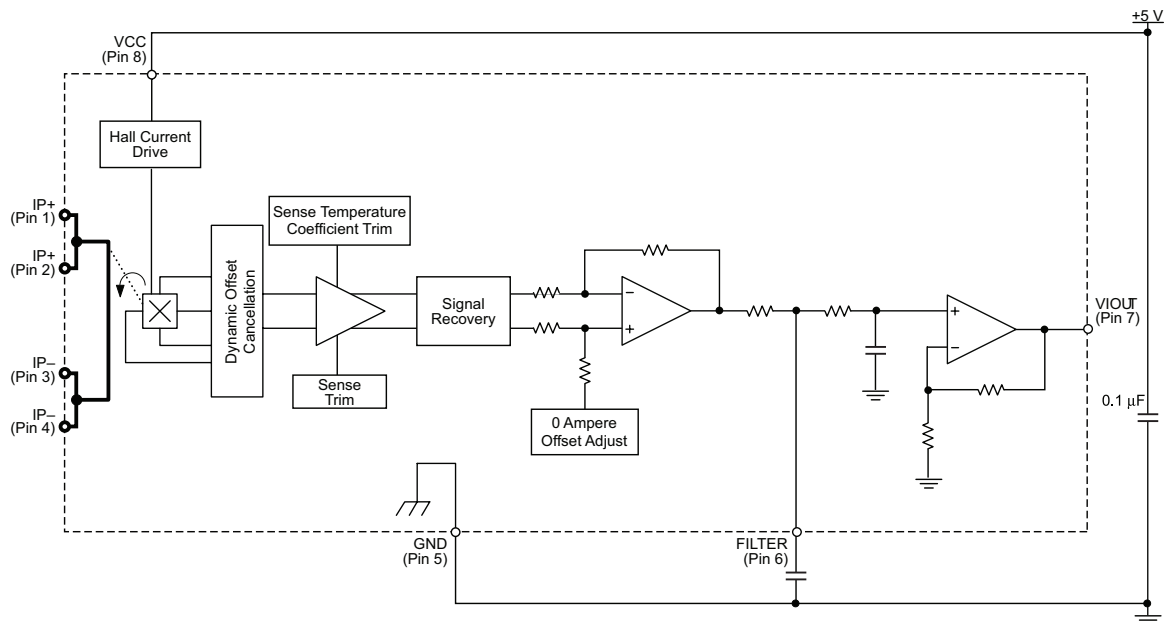 +5 V
VCC
(Pin 8)
Hall Current
Drive
IP+
(Pin 1)
IP+
(Pin 2)
IP–
(Pin 3)
IP–
(Pin 4)
Dynamic Offset
Cancellation
Sense Temperature
Coefficient Trim
Sense
Trim
Signal
Recovery
0 Ampere
Offset Adjust
–
+
+
–
VIOUT
(Pin 7)
0.1 µF
GND
(Pin 5)
FILTER
(Pin 6)